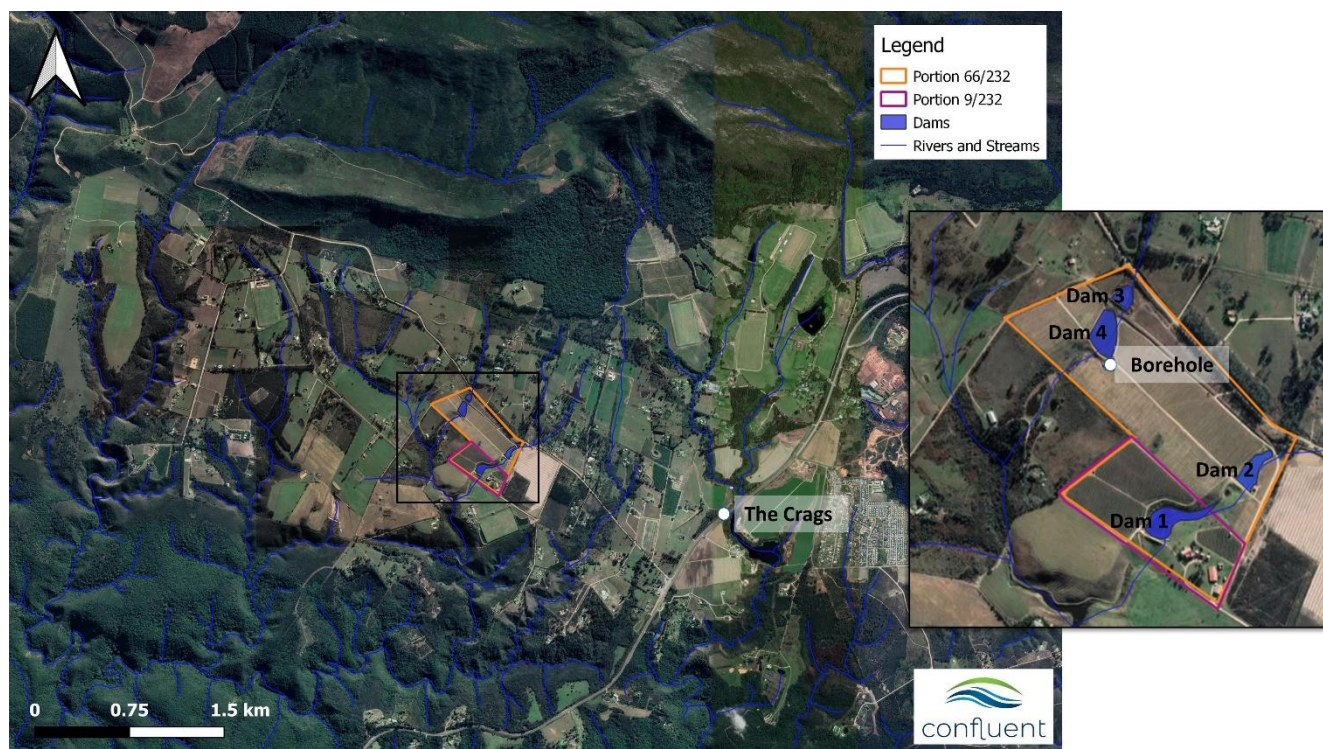 Legend
Portion 66/232
Portion 9/232
Dams
Rivers and Streams
Dam 3
Dam 4
Borehole
Dam 2
Dam 1
The Crags
0 0.75 1.5 km
confluent